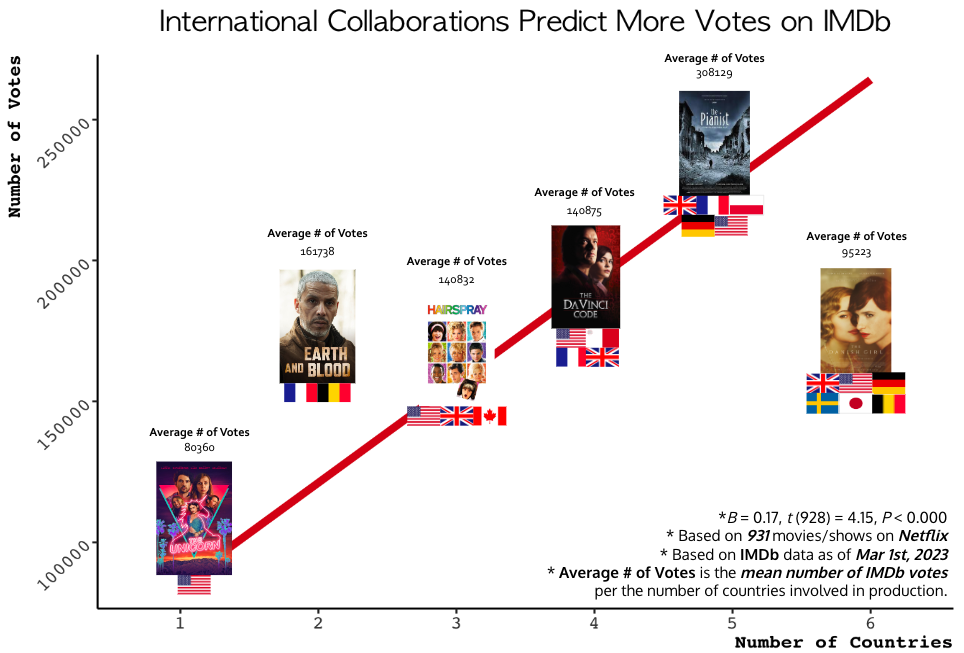 International Collaborations Predict More Votes on IMDb
Number of Votes
250000
200000
150000
100000
Average # of Votes
308129
the
Pianist
Average # of Votes
140875
THE
DA VINCI
CODE
Average # of Votes
161738
EARTH
AND BLOOD
Average # of Votes
140832
HAIRSPRAY
Average # of Votes
95223
DANISH GIRL
Average # of Votes
80360
THE
UNICORN
*B = 0.17, t (928) = 4.15, P < 0.000
* Based on 931 movies/shows on Netflix
* Based on IMDb data as of Mar 1st, 2023
* Average # of Votes is the mean number of IMDb votes
per the number of countries involved in production.
1 2 3 4 5 6
Number of Countries